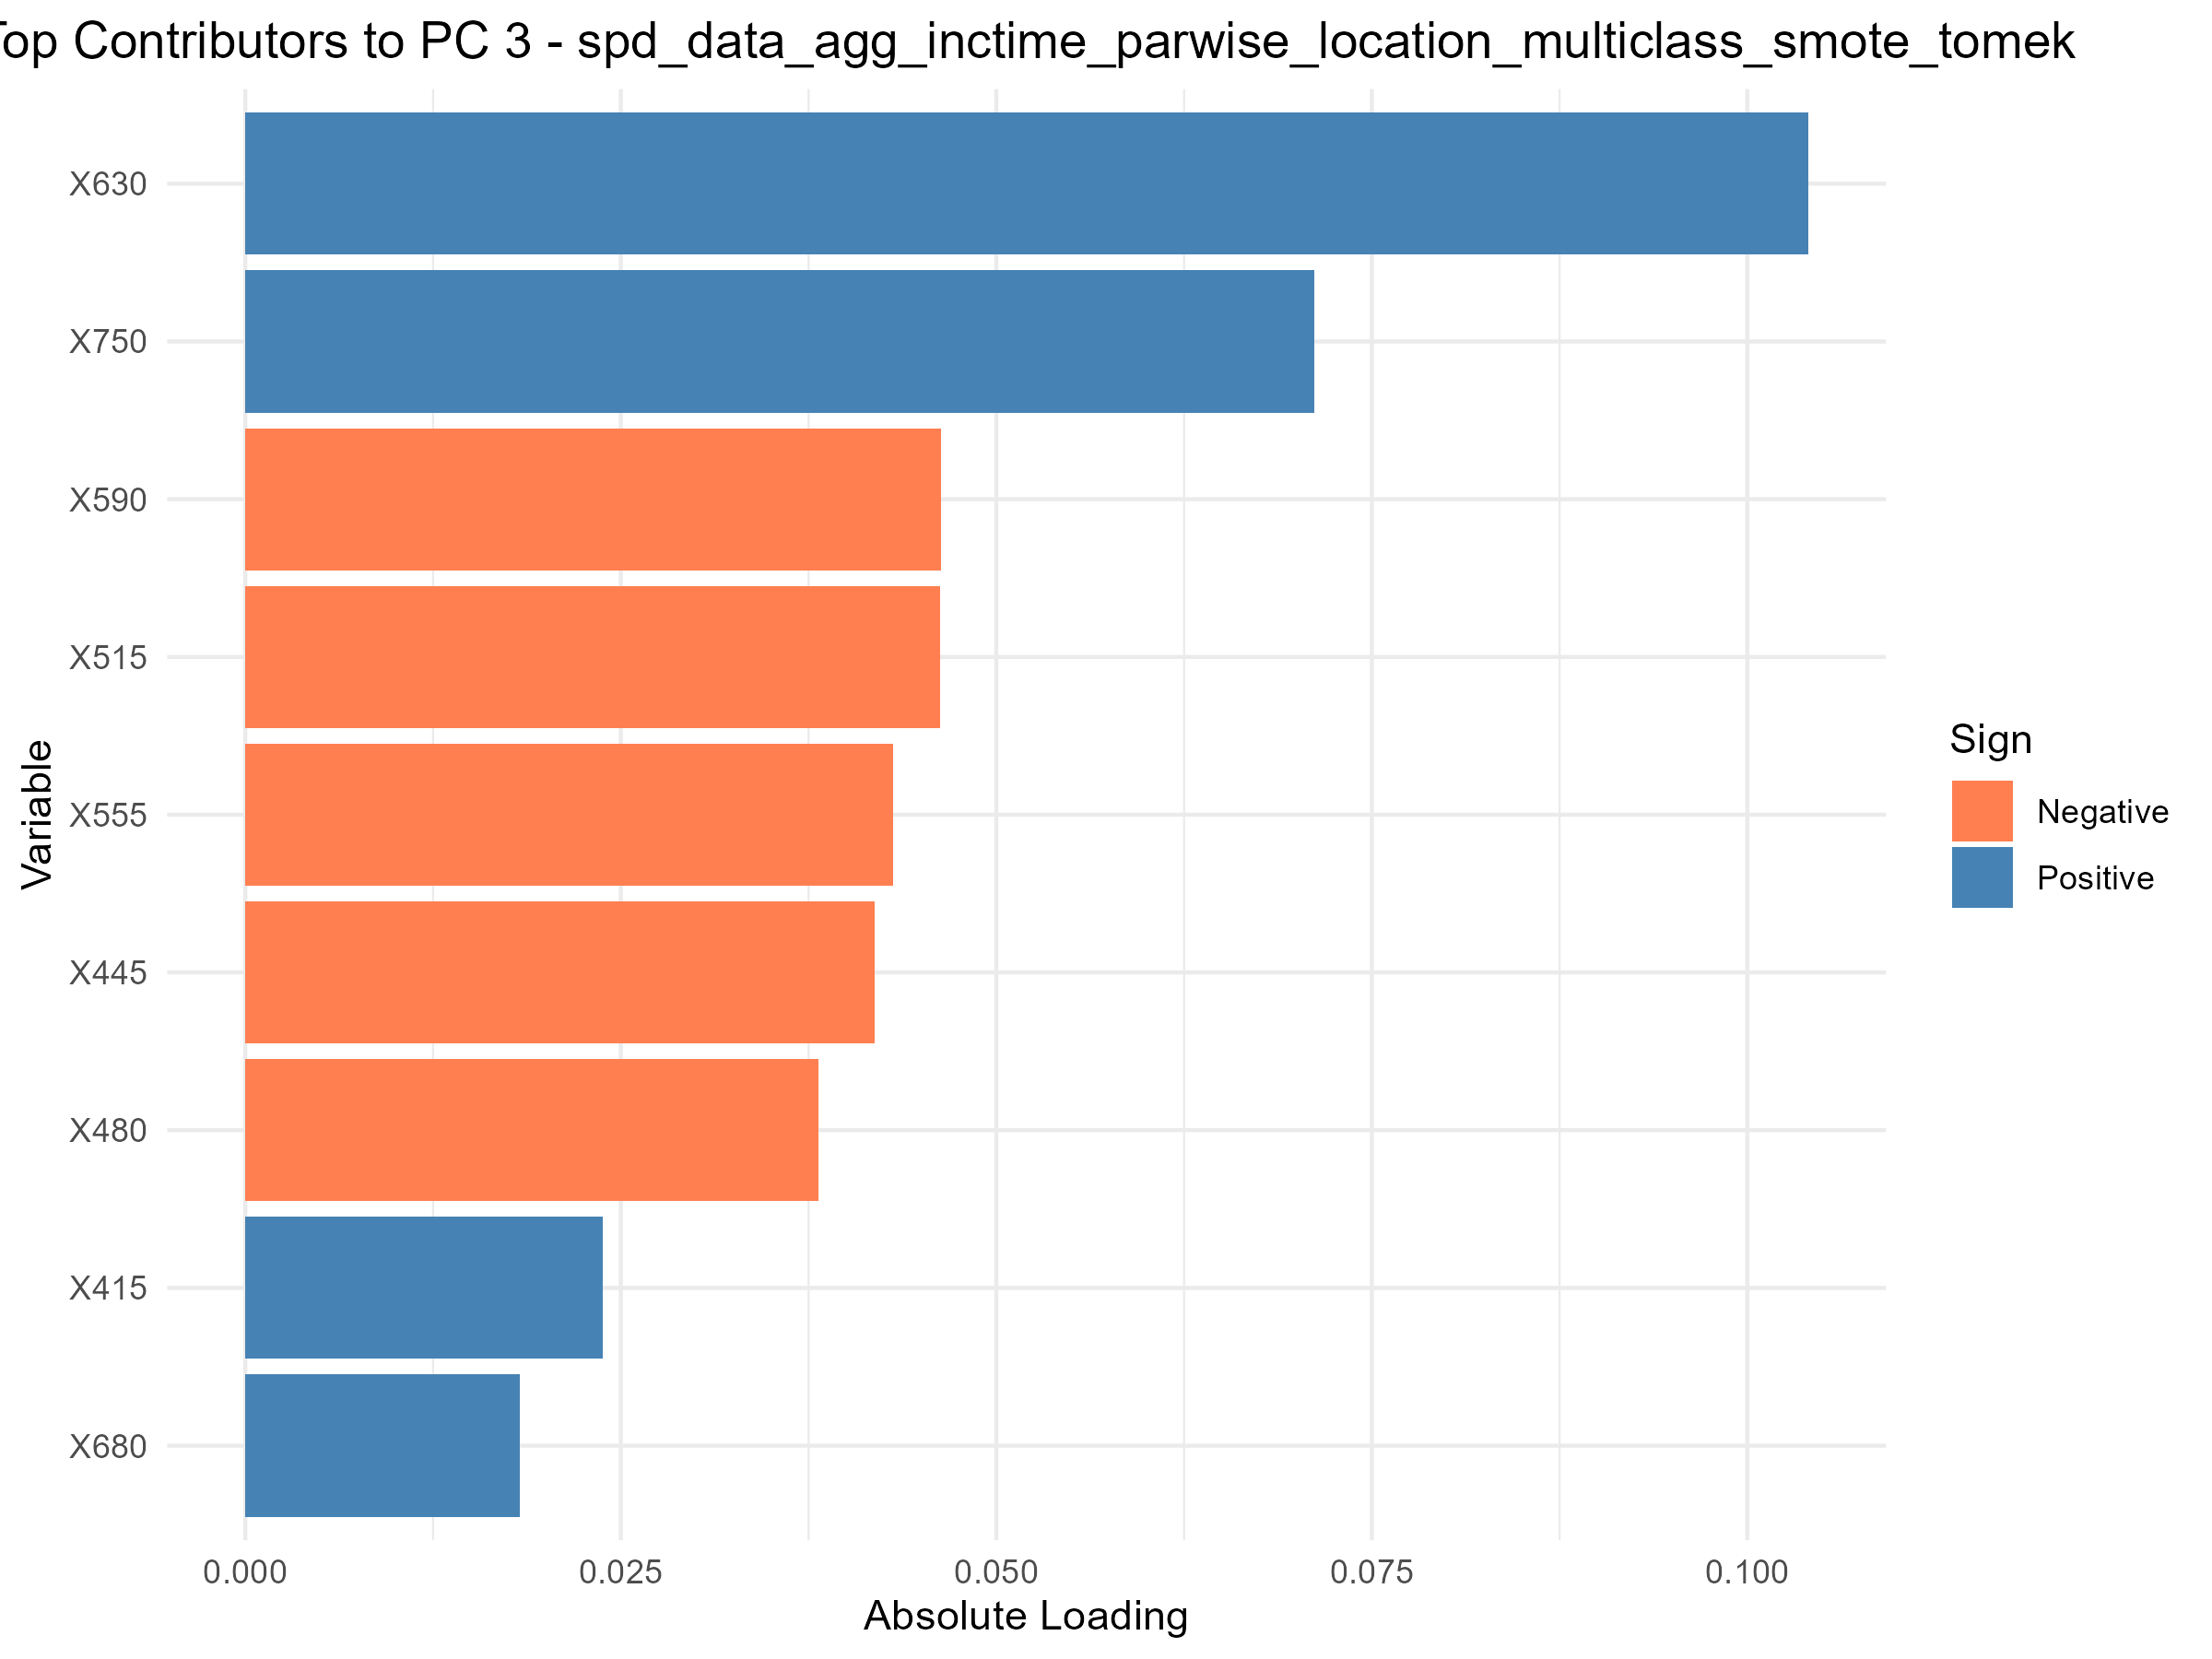 Top Contributors to PC 3 - spd_data_agg_inctime_parwise_location_multiclass_smote_tomek
X630
X750
X590
X515
X555
X445
X480
X415
X680
Variable
0.000 0.025 0.050 0.075 0.100
Absolute Loading
Sign
Negative
Positive